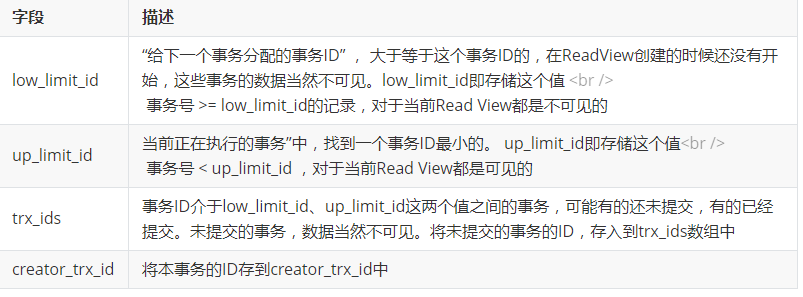 字段 描述
“给下一个事务分配的事务ID” ， 大于等于这个事务ID的，在ReadView创建的时候还没有开
low_limit_id 始，这些事务的数据当然不可见。low_limit_id即存储这个值 <br />
事务号 >= low_limit_id的记录，对于当前Read View都是不可见的
当前正在执行的事务”中，找到一个事务ID最小的。 up_limit_id即存储这个值<br />
up_limit_id
事务号 < up_limit_id ，对于当前Read View都是可见的
事务ID介于low_limit_id、up_limit_id这两个值之间的事务，可能有的还未提交，有的已经
trx_ids
提交。未提交的事务，数据当然不可见。将未提交的事务的ID，存入到trx_ids数组中
creator_trx_id 将本事务的ID存到creator_trx_id中